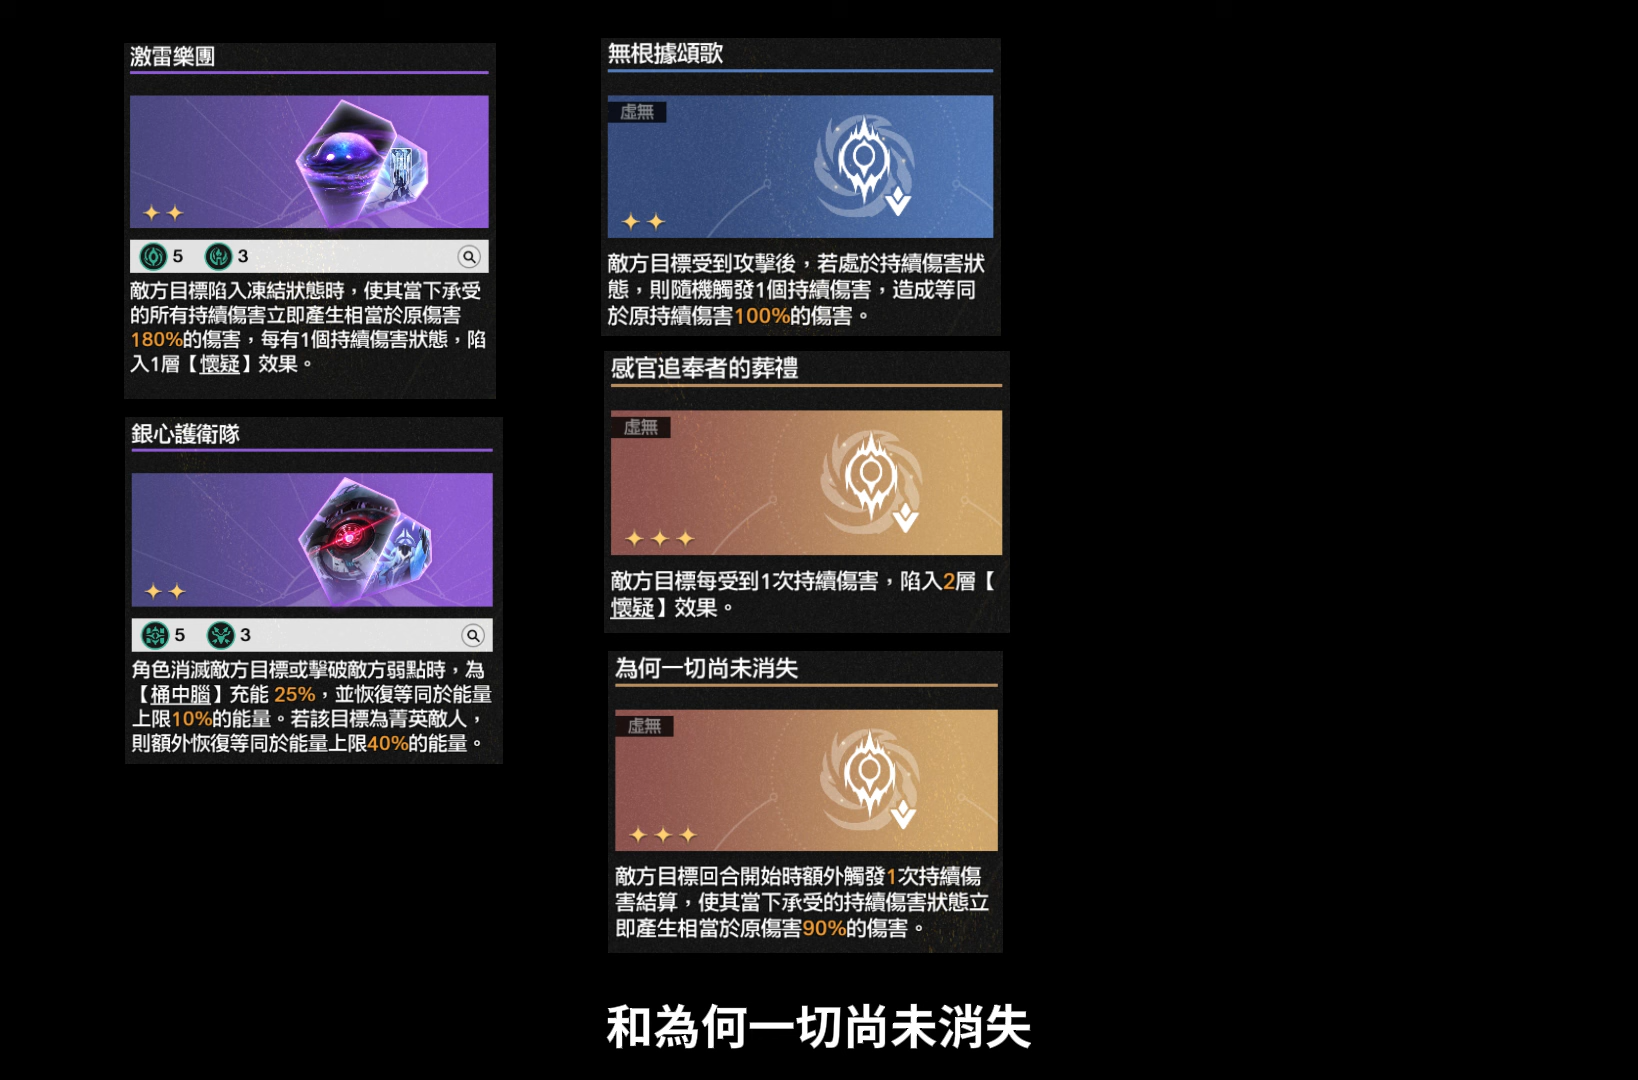 激雷樂團
5 3
敵方目標陷入凍結狀態時，使其當下承受
的所有持續傷害立即產生相當於原傷害
180%的傷害，每有1個持續傷害狀態，陷
入1層【懷疑】效果。
銀心護衛隊
5 3
角色消滅敵方目標或擊破敵方弱點時，為
【桶中腦】充能 25%，並恢復等同於能量
上限10%的能量。若該目標為菁英敵人，
則額外恢復等同於能量上限40%的能量。
無根據頌歌
虛無
敵方目標受到攻擊後，若處於持續傷害狀
態，則隨機觸發1個持續傷害，造成等同
於原持續傷害100%的傷害。
感官追奉者的葬禮
虛無
敵方目標每受到1次持續傷害，陷入2層【
懷疑】效果。
為何一切尚未消失
虛無
敵方目標回合開始時額外觸發1次持續傷
害結算，使其當下承受的持續傷害狀態立
即產生相當於原傷害90%的傷害。
和為何一切尚未消失